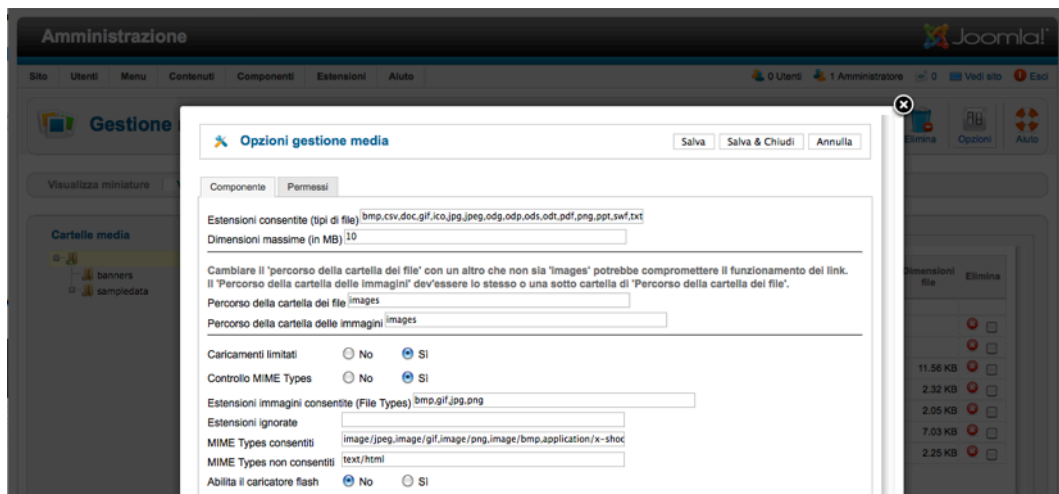 Amministrazione
Joomla!
Sito Utenti Menu Contenuti Componenti Estensioni Aiuto 0 Utenti 1 Amministratore 0 Vedi sito Esci
Gestione
Elimina Opzioni Aiuto
Opzioni gestione media
Salva Salva & Chiudi Annulla
Visualizza miniature
Componente Permessi
Estensioni consentite (tipi di file) bmp,csv,doc,gif,ico,jpg,jpeg,odg,odp,ods,odt,pdf,png,ppt,swf,txt
Dimensioni massime (in MB) 10
Cartelle media
banners
sampledata
Cambiare il 'percorso della cartella dei file' con un altro che non sia 'images' potrebbe compromettere il funzionamento dei link.
Il 'Percorso della cartella delle immagini' dev'essere lo stesso o una sotto cartella di 'Percorso della cartella dei file'.
Percorso della cartella dei file images
Percorso della cartella delle immagini images
Dimensioni file Elimina
Caricamenti limitati No Sì
Controllo MIME Types No Sì
Estensioni immagini consentite (File Types) bmp,gif,jpg,png
Estensioni ignorate
MIME Types consentiti image/jpeg,image/gif,image/png,image/bmp,application/x-shoc
MIME Types non consentiti text/html
Abilita il caricatore flash No Sì
11.56 KB
2.32 KB
2.05 KB
7.03 KB
2.25 KB